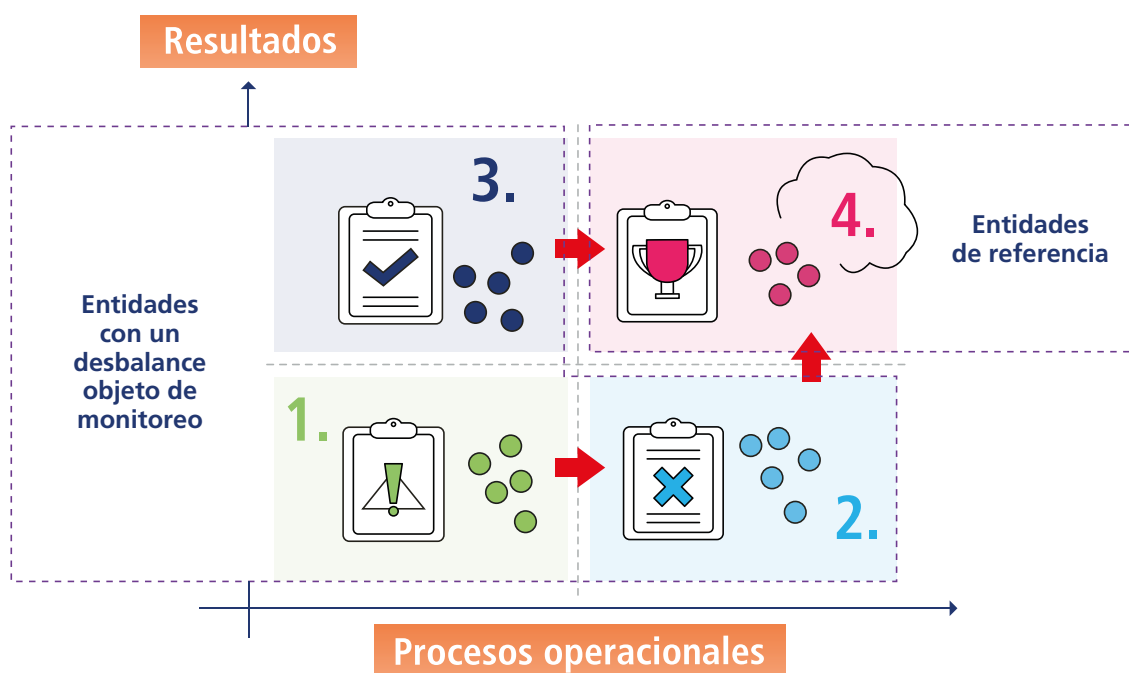 Resultados
3.
4.
Entidades
de referencia
Entidades
con un
desbalance
objeto de
monitoreo
1.
2.
Procesos operacionales